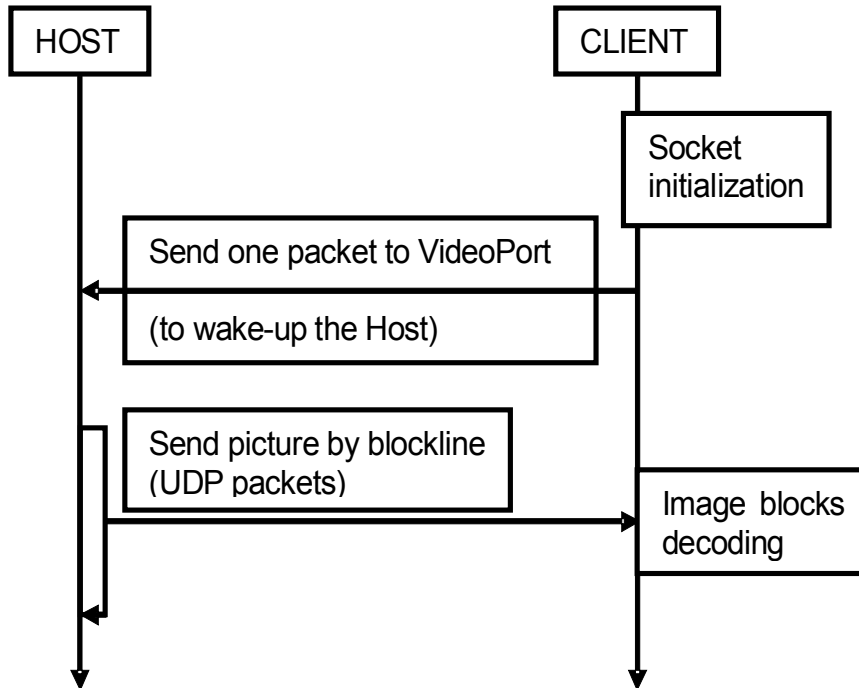 HOST
CLIENT
Socket
initialization
Send one packet to VideoPort
(to wake-up the Host)
Send picture by blockline
(UDP packets)
Image blocks
decoding